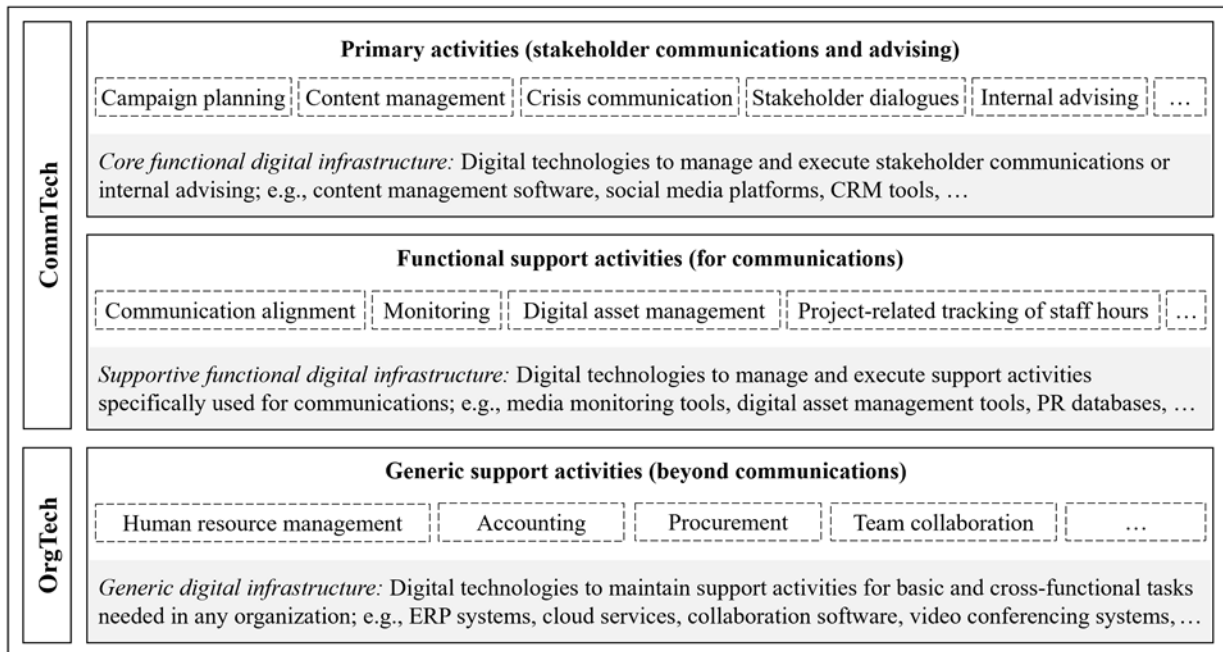 CommTech
Primary activities (stakeholder communications and advising)
Campaign planning Content management Crisis communication Stakeholder dialogues Internal advising …
Core functional digital infrastructure: Digital technologies to manage and execute stakeholder communications or
internal advising; e.g., content management software, social media platforms, CRM tools, …
Functional support activities (for communications)
Communication alignment Monitoring Digital asset management Project-related tracking of staff hours …
Supportive functional digital infrastructure: Digital technologies to manage and execute support activities
specifically used for communications; e.g., media monitoring tools, digital asset management tools, PR databases, …
OrgTech
Generic support activities (beyond communications)
Human resource management Accounting Procurement Team collaboration …
Generic digital infrastructure: Digital technologies to maintain support activities for basic and cross-functional tasks
needed in any organization; e.g., ERP systems, cloud services, collaboration software, video conferencing systems, …